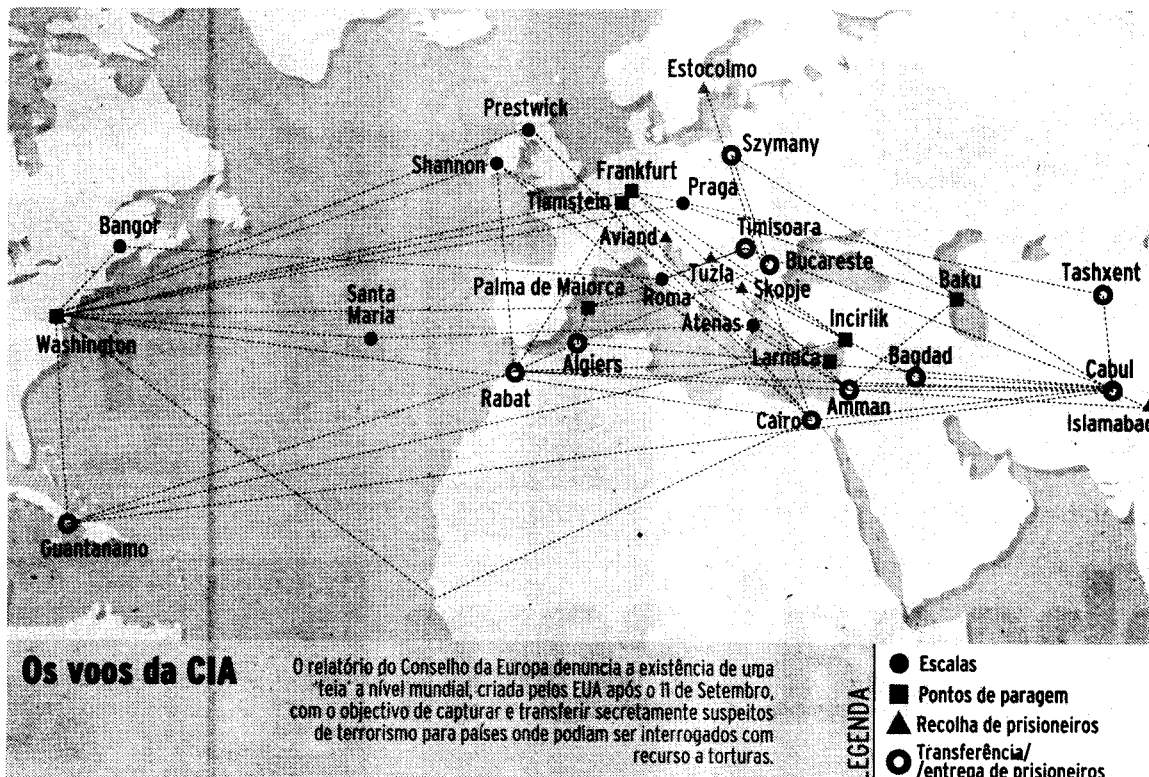 Estocolmo
Prestwick
Szymany
Shannon
Frankfurt
Tiamstein
Praga
Bangor
Aviand
Timisoara
Tuzla
Bucareste
Tashxent
Santa
Maria
Palma de Maiorca
Roma
Skopje
Baku
Washington
Atenas
Incirlik
Algiers
Larnaca
Bagdad
Cabul
Rabat
Amman
Cairo
Islamabad
Guantanamo
Os voos da CIA
O relatório do Conselho da Europa denuncia a existência de uma
"teia" a nível mundial, criada pelos EUA após o 11 de Setembro,
com o objectivo de capturar e transferir secretamente suspeitos
de terrorismo para países onde podiam ser interrogados com
recurso a torturas.
LEGENDA
Escalas
Pontos de paragem
Recolha de prisioneiros
Transferência/
/entrega de prisioneiros